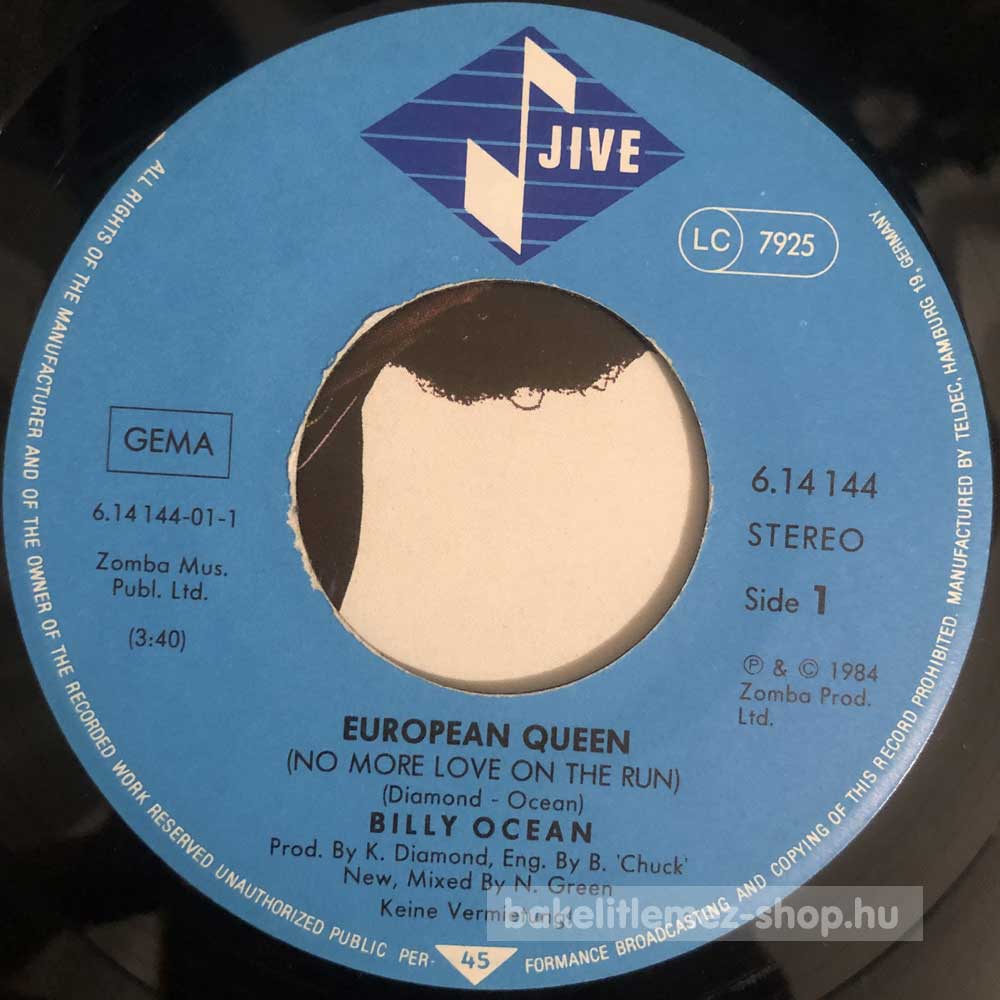 JIVE
LC 7925
GEMA
6.14 144-01-1
Zomba Mus.
Publ. Ltd.
(3:40)
6.14 144
STEREO
Side 1
℗ & © 1984
Zomba Prod.
Ltd.
EUROPEAN QUEEN
(NO MORE LOVE ON THE RUN)
(Diamond - Ocean)
BILLY OCEAN
Prod. By K. Diamond, Eng. By B. 'Chuck'
New, Mixed By N. Green
Keine Vermietung!
45
ALL RIGHTS OF THE MANUFACTURER AND OF THE OWNER OF THE RECORDED WORK RESERVED UNAUTHORIZED PUBLIC PER-FORMANCE BROADCASTING AND COPYING OF THIS RECORD PROHIBITED. MANUFACTURED BY TELDEC, HAMBURG 19, GERMANY
bakelitlemez-shop.hu